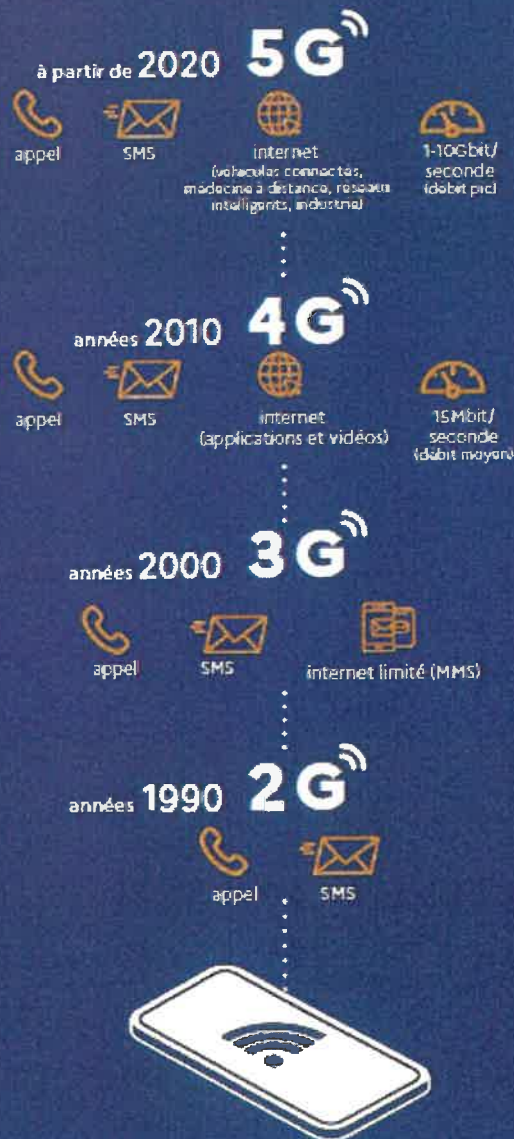 à partir de 2020 5G
appel
SMS
internet
(véhicules connectés,
médecine à distance, réseaux
intelligents, industrie)
1-10Gbit/
seconde
(débit pic)
années 2010 4G
appel
SMS
internet
(applications et vidéos)
15Mbit/
seconde
(débit moyen)
années 2000 3G
appel
SMS
internet limité (MMS)
années 1990 2G
appel
SMS